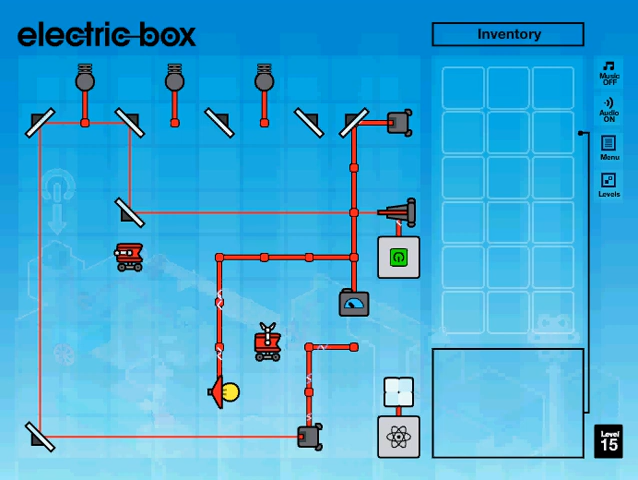 electric box
Inventory
Music
OFF
Audio
ON
Menu
Levels
Level
15